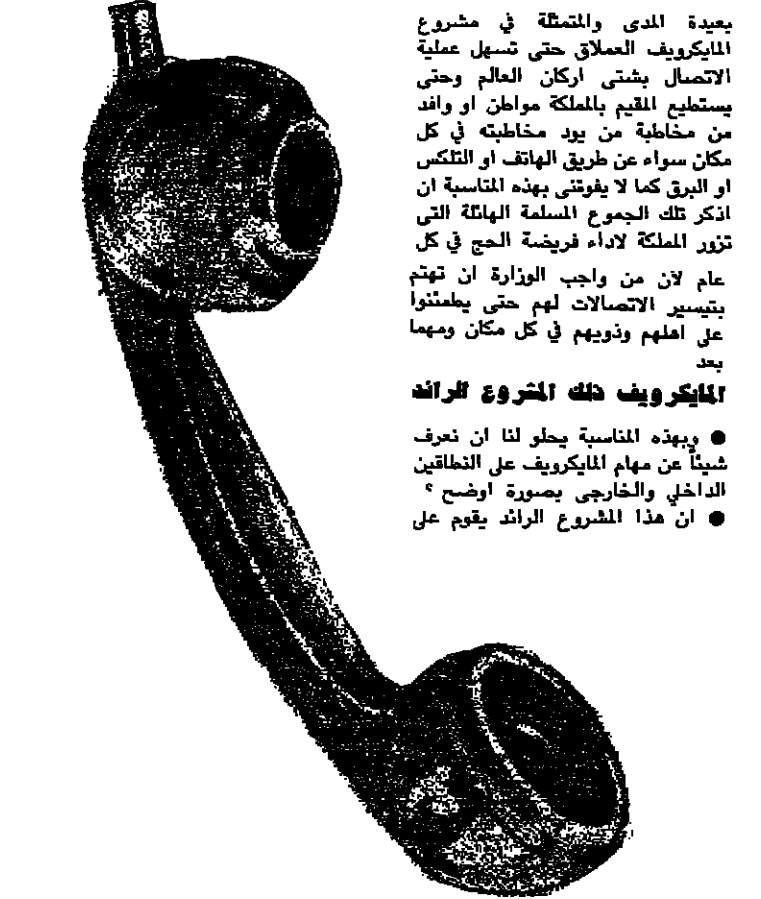 بعيدة المدى والمتمثلة في مشروع
المايكرويف العملاق حتى تسهل عملية
الاتصال بشتى اركان العالم وحتى
يستطيع المقيم بالمملكة مواطن او وافد
من مخاطبة من يود مخاطبته في كل
مكان سواء عن طريق الهاتف او التلكس
او البرق كما لا يفوتنى بهذه المناسبة ان
اذكر تلك الجموع المسلمة الهائلة التى
تزور المملكة لاداء فريضة الحج في كل
عام لان من واجب الوزارة ان تهتم
بتيسير الاتصالات لهم حتى يطمئنوا
على اهلهم وذويهم في كل مكان ومهما
بعد
المايكرويف ذلك المشروع الرائد
● وبهذه المناسبة يحلو لنا ان نعرف
شيئاً عن مهام المايكرويف على النطاقين
الداخلي والخارجى بصورة اوضح ؟
● ان هذا المشروع الرائد يقوم على